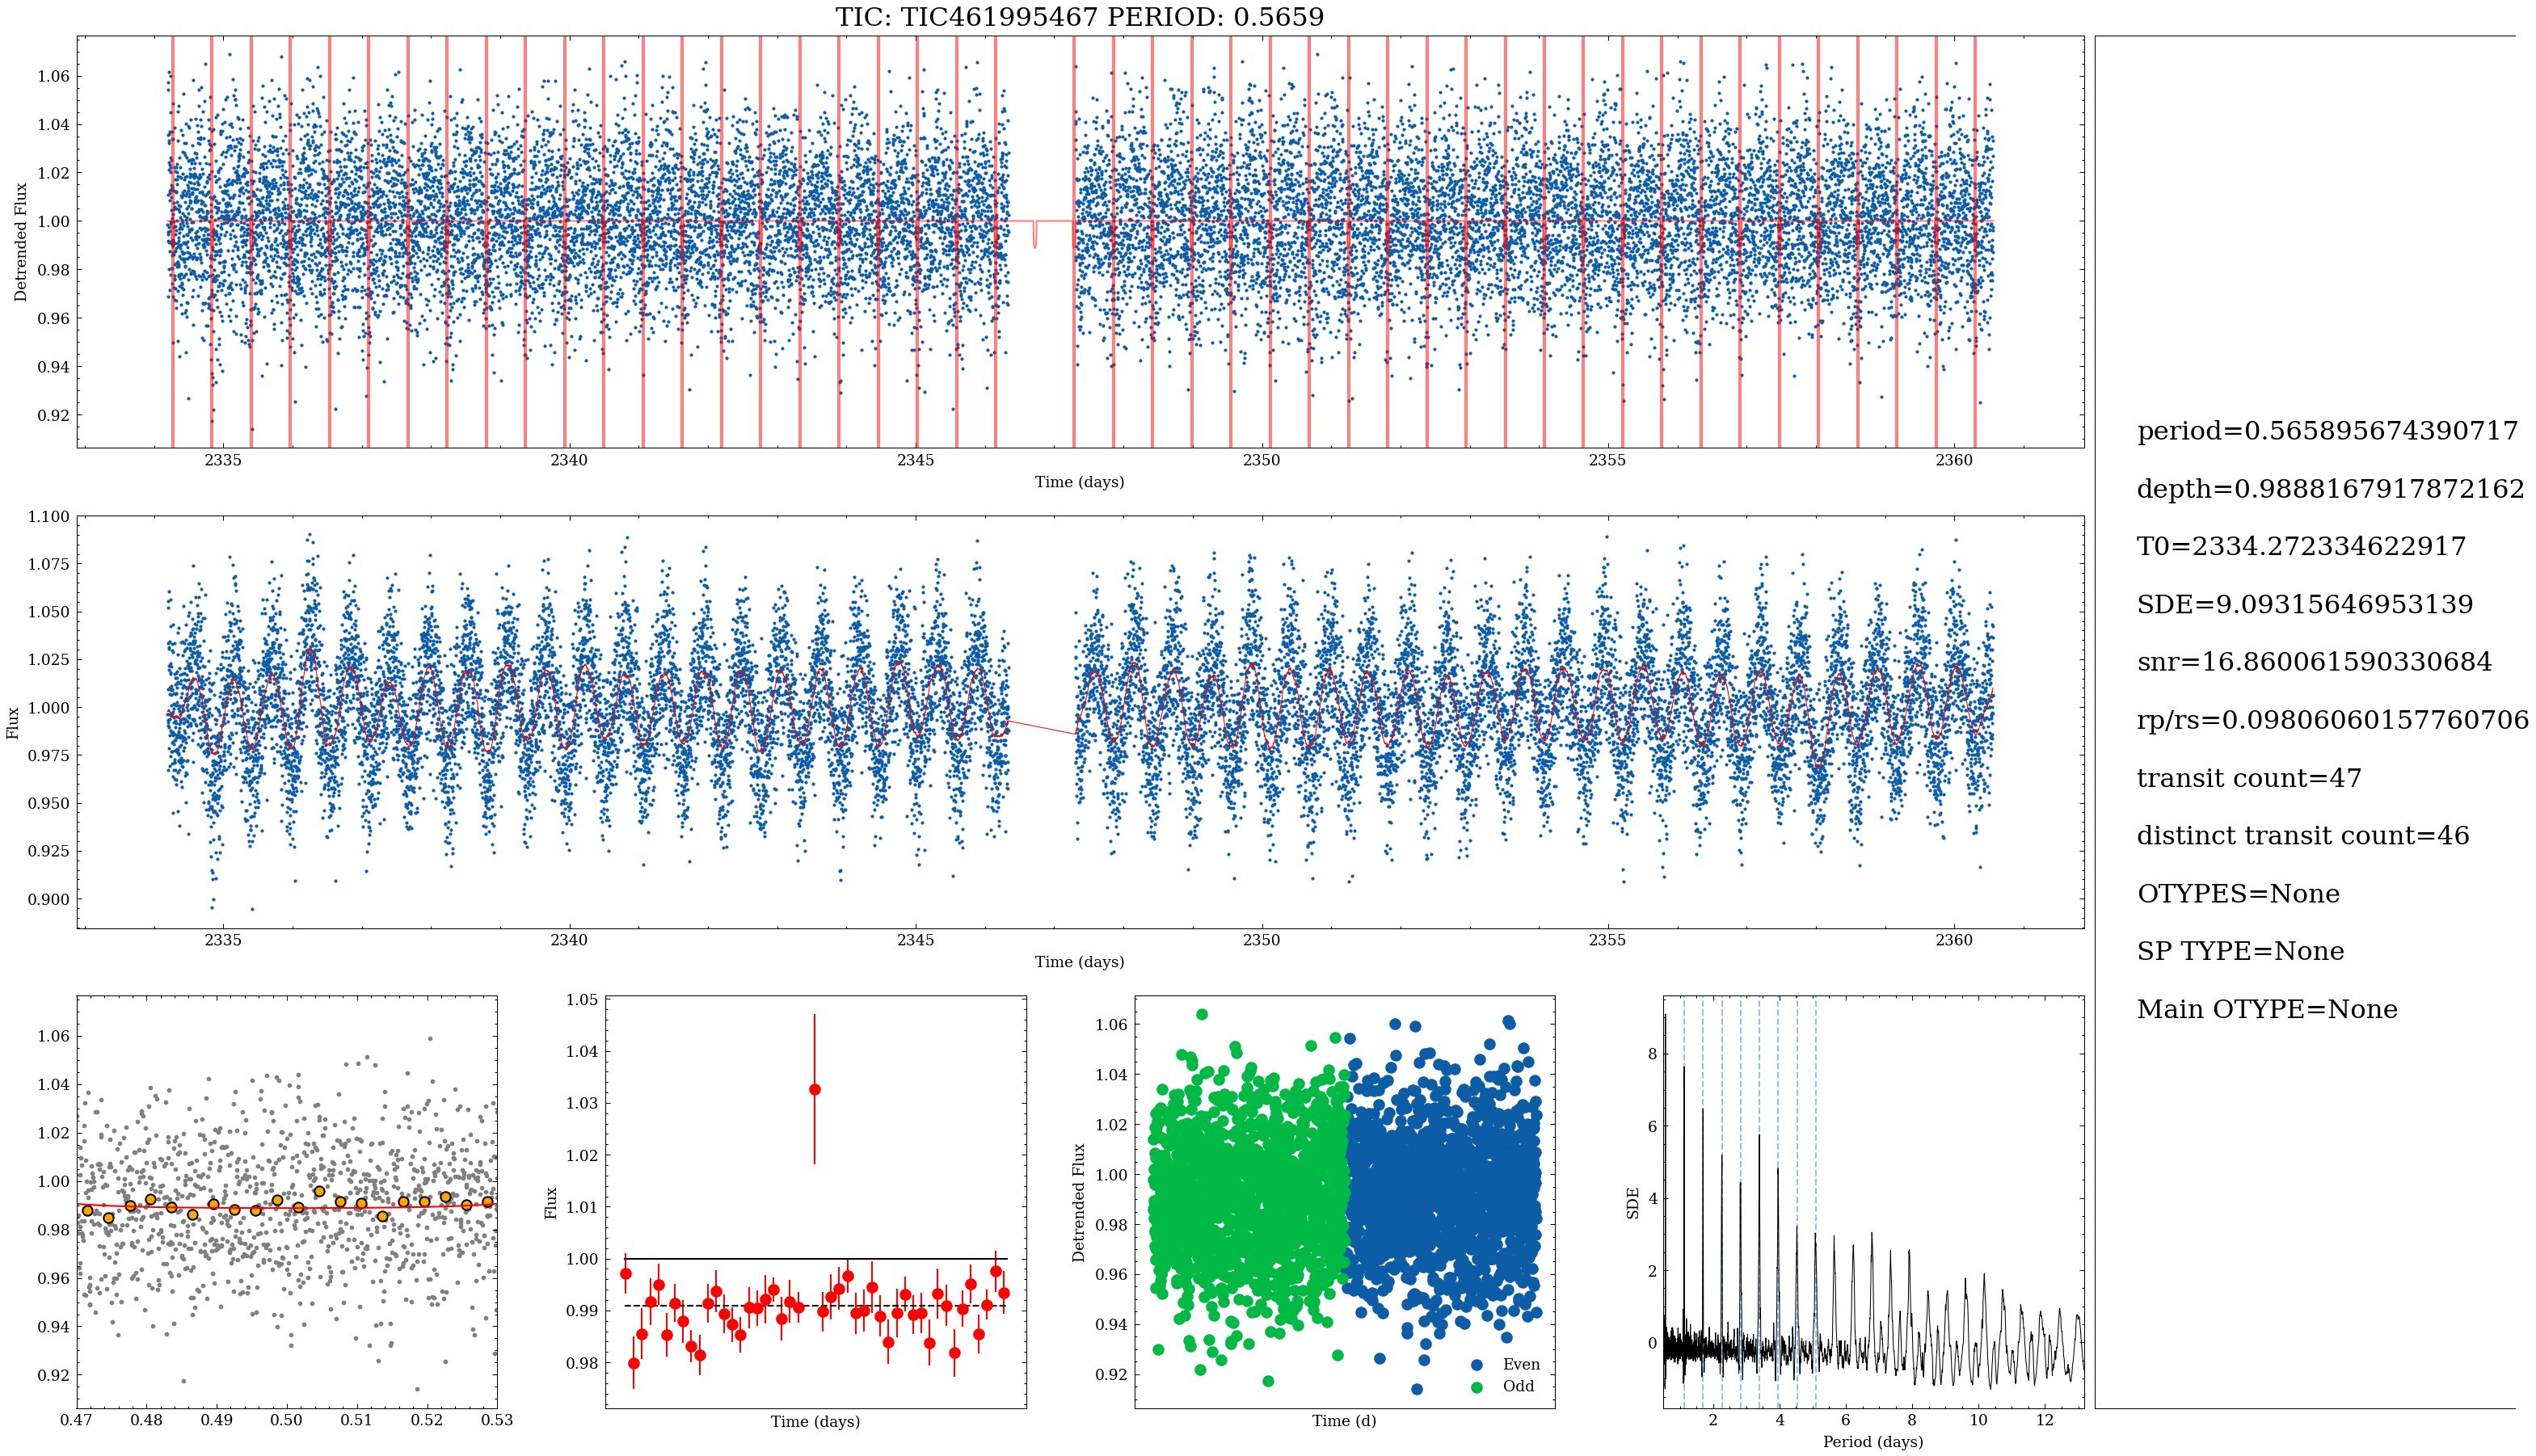 TIC: TIC461995467 PERIOD: 0.5659
1.06
1.04
1.02
1.00
0.98
0.96
0.94
0.92
Detrended Flux
2335
2340
2345
2350
2355
2360
Time (days)
1.100
1.075
1.050
1.025
1.000
0.975
0.950
0.925
0.900
Flux
2335
2340
2345
2350
2355
2360
Time (days)
period=0.565895674390717
depth=0.9888167917872162
T0=2334.272334622917
SDE=9.09315646953139
snr=16.860061590330684
rp/rs=0.09806060157760706
transit count=47
distinct transit count=46
OTYPES=None
SP TYPE=None
Main OTYPE=None
1.06
1.04
1.02
1.00
0.98
0.96
0.94
0.92
0.47
0.48
0.49
0.50
0.51
0.52
0.53
1.05
1.04
1.03
1.02
1.01
1.00
0.99
0.98
Flux
Time (days)
1.06
1.04
1.02
1.00
0.98
0.96
0.94
0.92
Detrended Flux
Even
Odd
Time (d)
8
6
4
2
0
SDE
2
4
6
8
10
12
Period (days)